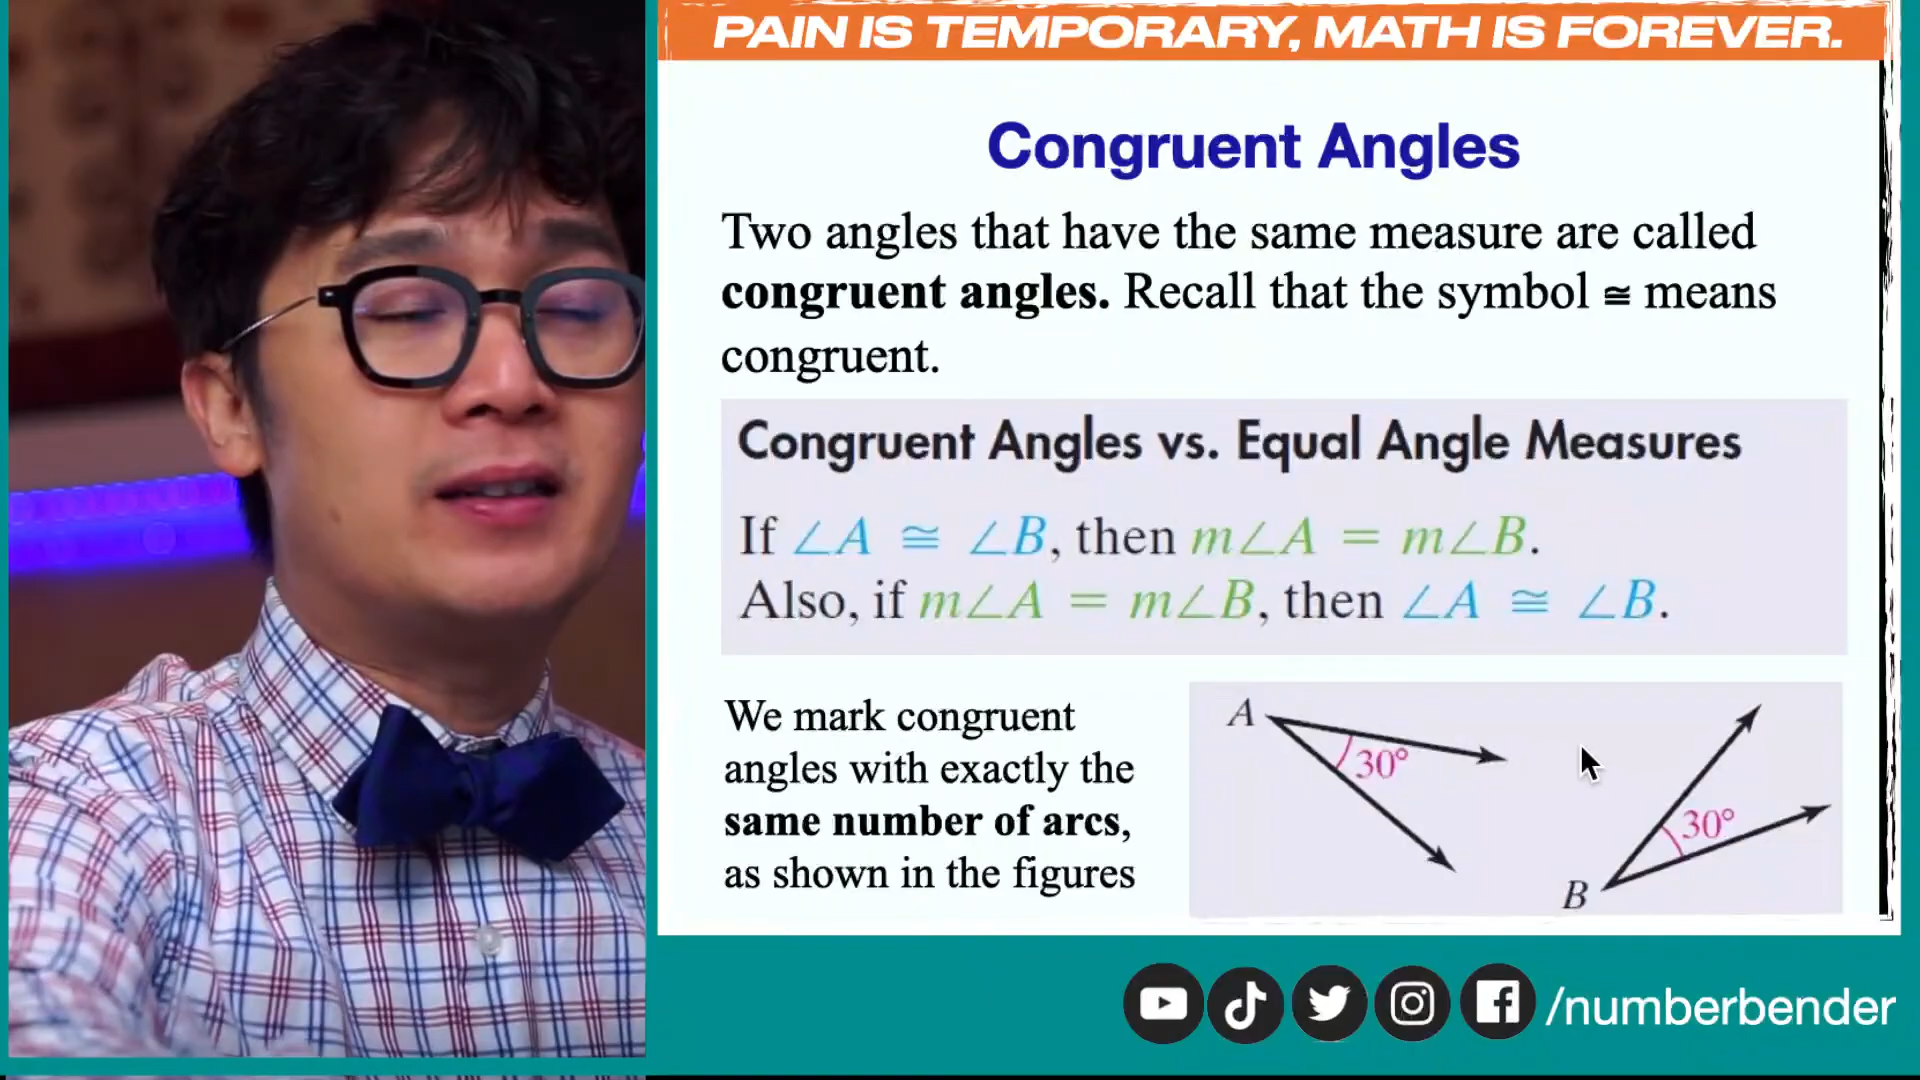 PAIN IS TEMPORARY, MATH IS FOREVER.
Congruent Angles
Two angles that have the same measure are called
congruent angles. Recall that the symbol ≅ means
congruent.
Congruent Angles vs. Equal Angle Measures
If ∠A ≅ ∠B, then m∠A = m∠B.
Also, if m∠A = m∠B, then ∠A ≅ ∠B.
We mark congruent
angles with exactly the
same number of arcs,
as shown in the figures
A
30°
30°
B
/numberbender